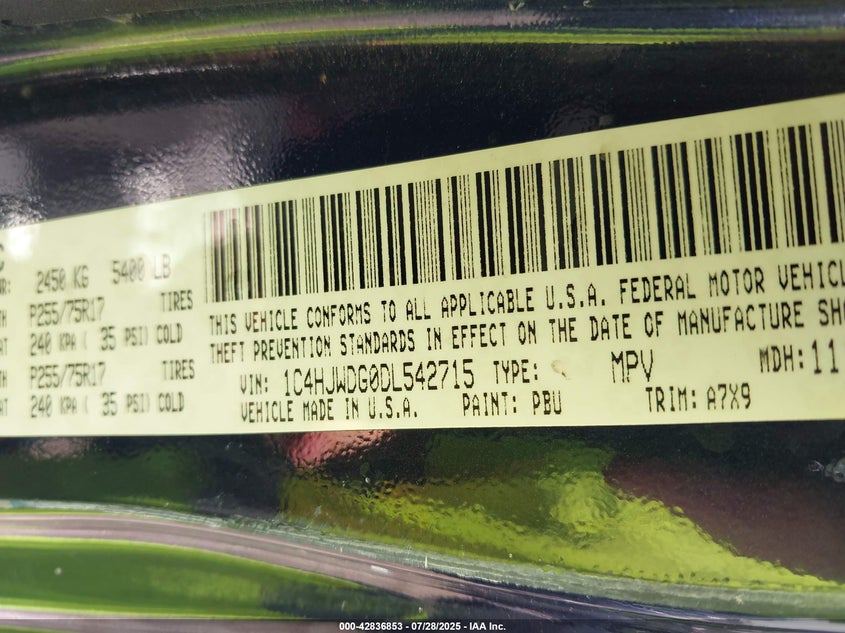 2450 KG 5400 LB
P255/75R17 TIRES
240 KPA ( 35 PSI) COLD
P255/75R17 TIRES
240 KPA ( 35 PSI) COLD
THIS VEHICLE CONFORMS TO ALL APPLICABLE U.S.A. FEDERAL MOTOR VEHICL
THEFT PREVENTION STANDARDS IN EFFECT ON THE DATE OF MANUFACTURE SHO
VIN: 1C4HJWDG0DL542715 TYPE: MPV MDH: 11
VEHICLE MADE IN U.S.A. PAINT: PBU TRIM: A7X9
000-42836853 / 07/28/2025 - IAA Inc.